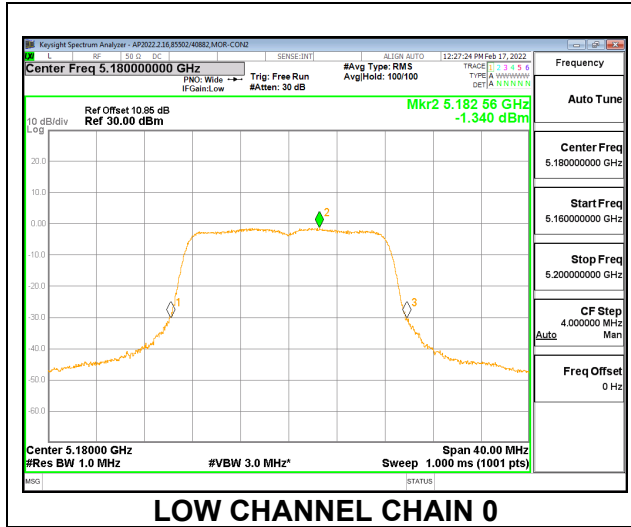 Keysight Spectrum Analyzer - AP2022.2.16,85502/40882,MOR-CON2
LXI L RF 50 Ω DC SENSE:INT ALIGN AUTO 12:27:24 PM Feb 17, 2022
Center Freq 5.180000000 GHz
#Avg Type: RMS
TRACE 1 2 3 4 5 6
PNO: Wide Trig: Free Run Avg|Hold: 100/100
TYPE A WWWWW
IFGain:Low #Atten: 30 dB
DET A N N N N N
Mkr2 5.182 56 GHz
-1.340 dBm
Ref Offset 10.85 dB
10 dB/div Ref 30.00 dBm
Log
20.0
10.0
0.00
-10.0
-20.0
-30.0
-40.0
-50.0
-60.0
1
2
3
Center 5.18000 GHz Span 40.00 MHz
#Res BW 1.0 MHz #VBW 3.0 MHz* Sweep 1.000 ms (1001 pts)
MSG STATUS
Frequency
Auto Tune
Center Freq
5.180000000 GHz
Start Freq
5.160000000 GHz
Stop Freq
5.200000000 GHz
CF Step
4.000000 MHz
Auto Man
Freq Offset
0 Hz
LOW CHANNEL CHAIN 0